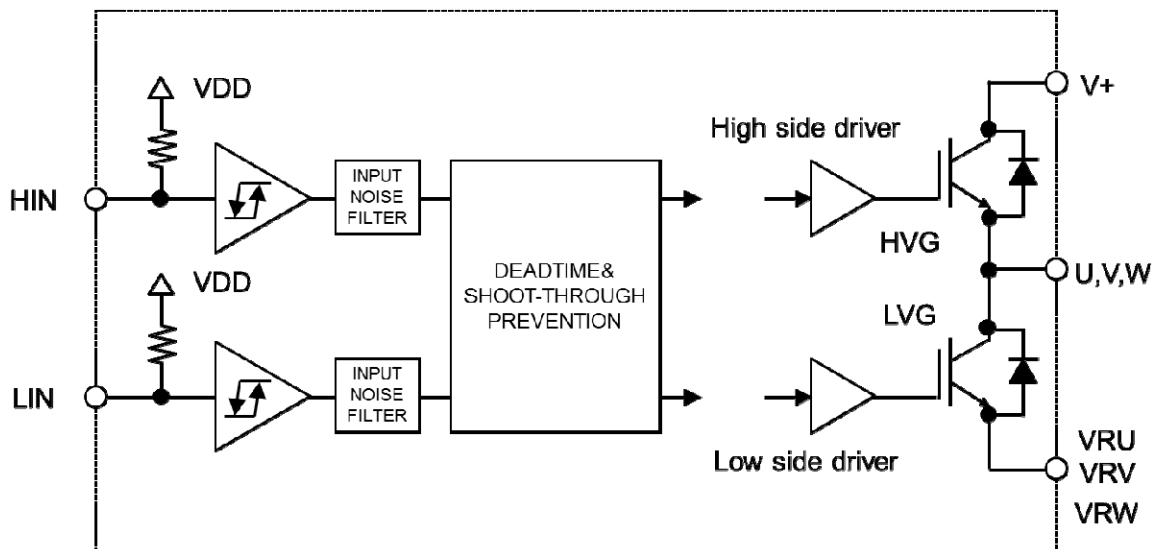 VDD
V+
High side driver
HIN
INPUT
NOISE
FILTER
HVG
DEADTIME&
SHOOT-THROUGH
PREVENTION
U,V,W
VDD
LVG
LIN
INPUT
NOISE
FILTER
Low side driver
VRU
VRV
VRW